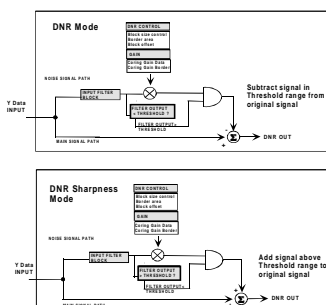 DNR Mode
DNR CONTROL
Block size control
Border area
Block offset
GAIN
Coring Gain Data
Coring Gain Border
NOISE SIGNAL PATH
INPUT FILTER
BLOCK
Y Data
INPUT
FILTER OUTPUT
< THRESHOLD ?
FILTER OUTPUT>
THRESHOLD
MAIN SIGNAL PATH
Subtract signal in
Threshold range from
original signal
-
+
Σ
DNR OUT
DNR Sharpness
Mode
DNR CONTROL
Block size control
Border area
Block offset
GAIN
Coring Gain Data
Coring Gain Border
NOISE SIGNAL PATH
INPUT FILTER
BLOCK
Y Data
INPUT
FILTER OUTPUT
> THRESHOLD ?
FILTER OUTPUT<
THRESHOLD
MAIN SIGNAL PATH
Add signal above
Threshold range to
original signal
+
+
Σ
DNR OUT